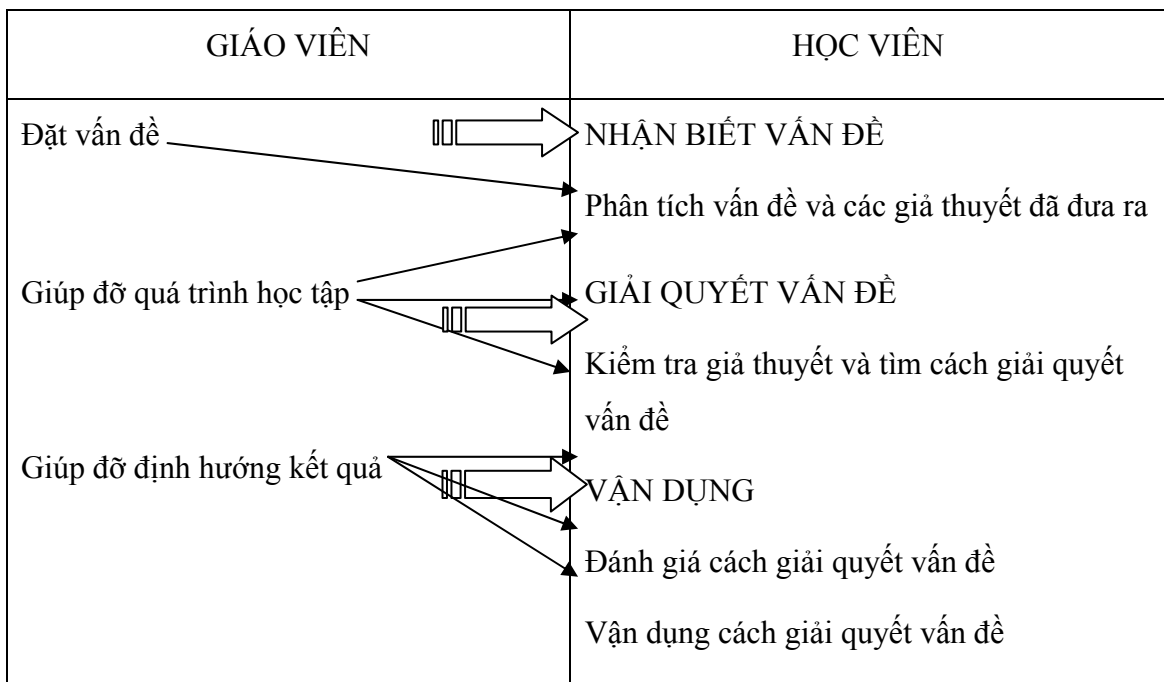 GIÁO VIÊN
HỌC VIÊN
Đặt vấn đề
NHẬN BIẾT VẤN ĐỀ
Phân tích vấn đề và các giả thuyết đã đưa ra
Giúp đỡ quá trình học tập
GIẢI QUYẾT VẤN ĐỀ
Kiểm tra giả thuyết và tìm cách giải quyết
vấn đề
Giúp đỡ định hướng kết quả
VẬN DỤNG
Đánh giá cách giải quyết vấn đề
Vận dụng cách giải quyết vấn đề